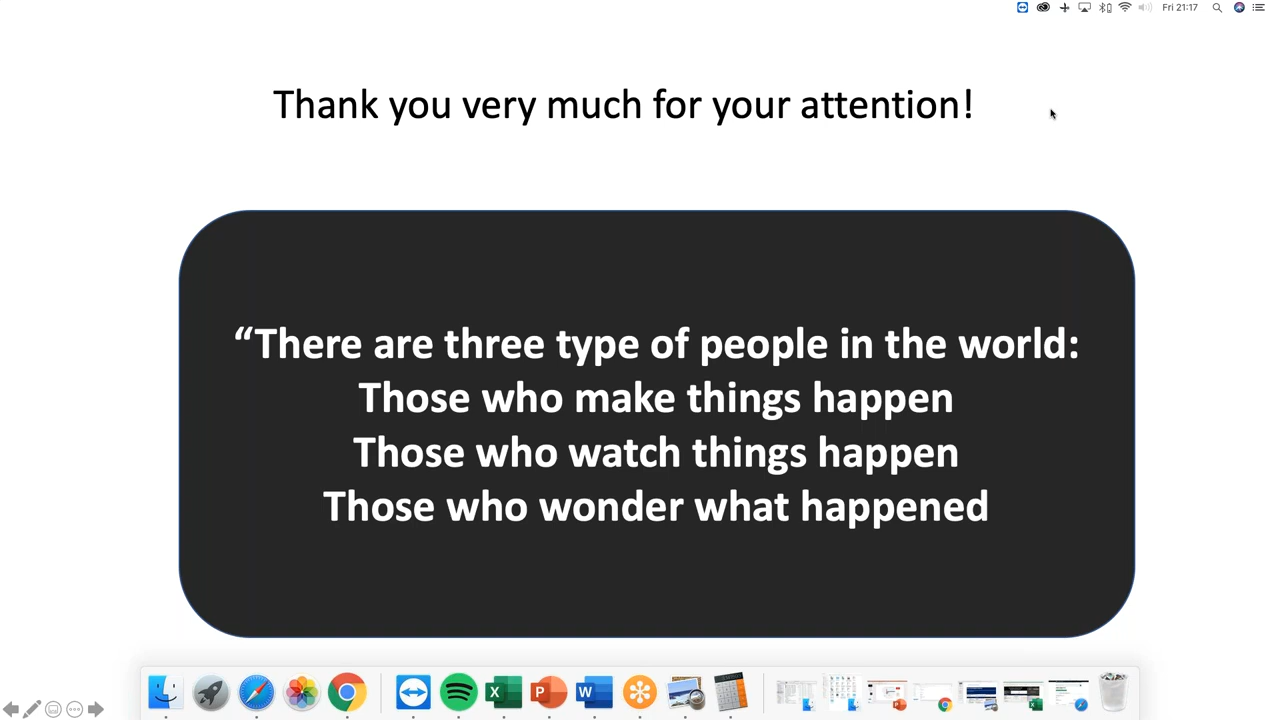 Fri 21:17
Thank you very much for your attention!
“There are three type of people in the world:
Those who make things happen
Those who watch things happen
Those who wonder what happened